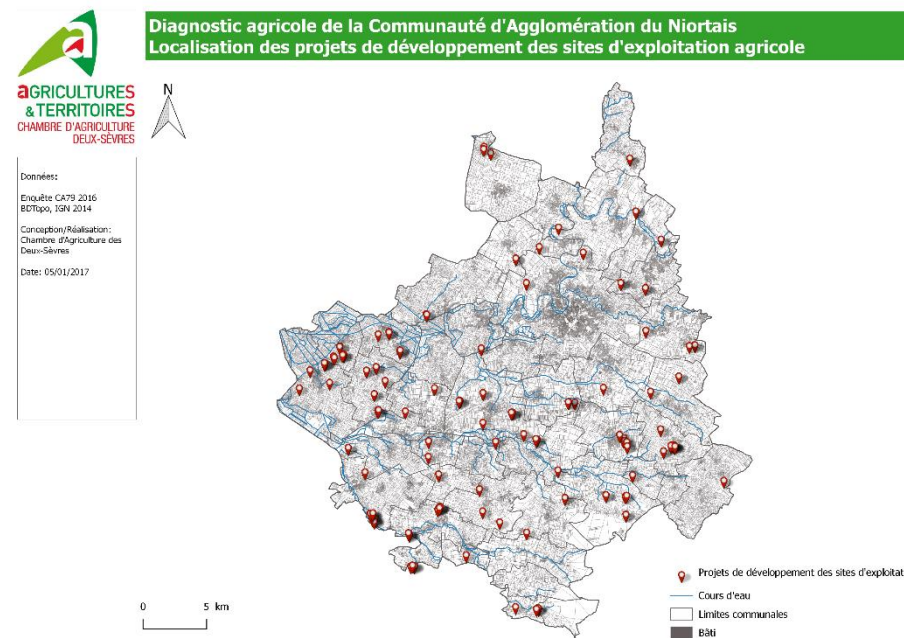 Diagnostic agricole de la Communauté d'Agglomération du Niortais
Localisation des projets de développement des sites d'exploitation agricole
AGRICULTURES
& TERRITOIRES
CHAMBRE D'AGRICULTURE
DEUX-SÈVRES
N
Données:
Enquête CA79 2016
BDTopo, IGN 2014
Conception/Réalisation:
Chambre d'Agriculture des
Deux-Sèvres
Date: 05/01/2017
Projets de développement des sites d'exploitat
Cours d'eau
Limites communales
Bâti
0 5 km